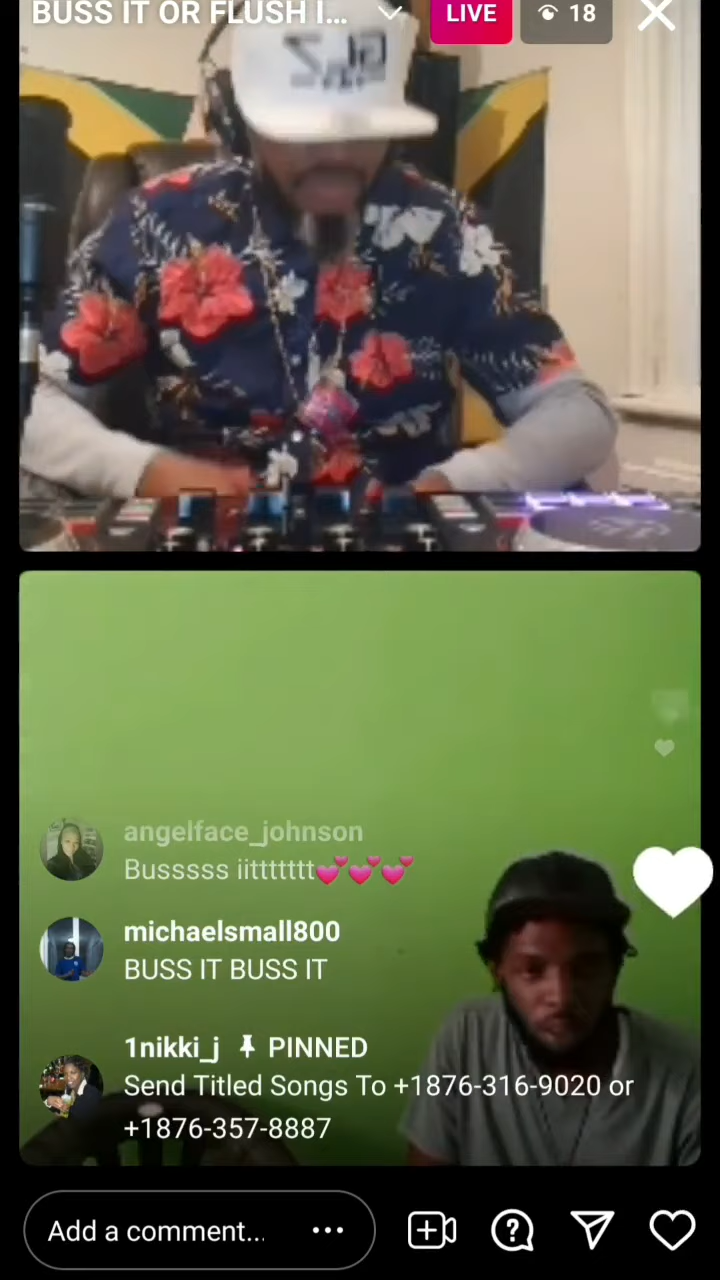 BUSS IT OR FLUSH I...
LIVE
18
angelface_johnson
Busssss iittttttt💕💕💕
michaelsmall800
BUSS IT BUSS IT
1nikki_j PINNED
Send Titled Songs To +1876-316-9020 or
+1876-357-8887
Add a comment...